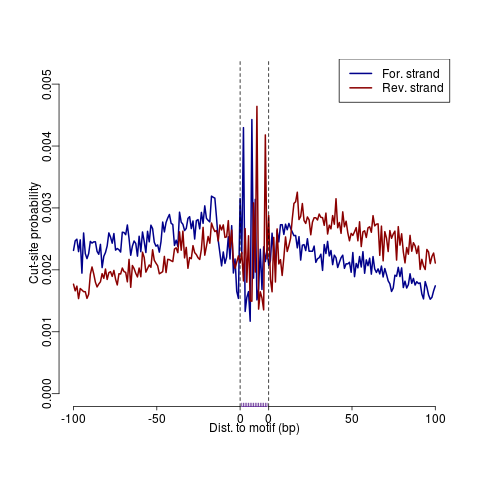 For. strand
Rev. strand
Cut-site probability
0.005
0.004
0.003
0.002
0.001
0.000
-100 -50 0 0 50 100
Dist. to motif (bp)